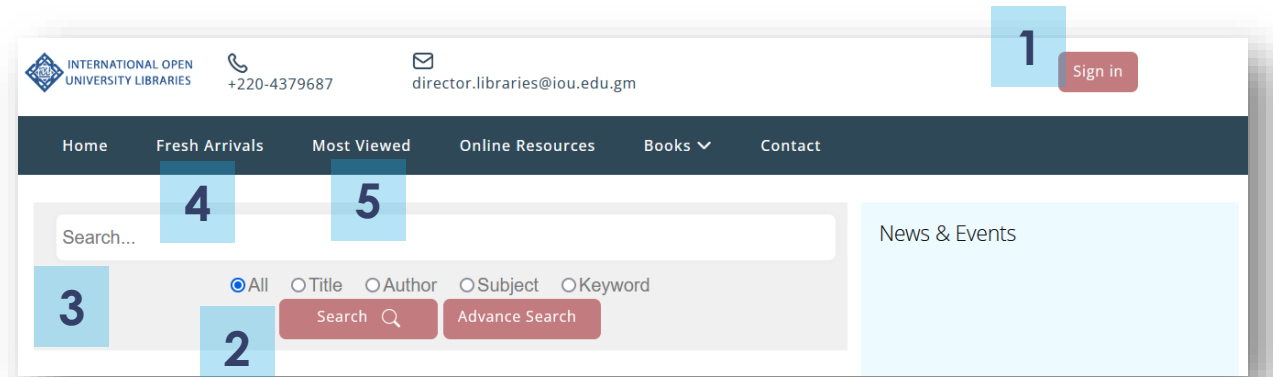 1
INTERNATIONAL OPEN
UNIVERSITY LIBRARIES
+220-4379687
director.libraries@iou.edu.gm
Sign in
Home Fresh Arrivals Most Viewed Online Resources Books Contact
4 5
Search...
News & Events
All Title Author Subject Keyword
3
Search Advance Search
2